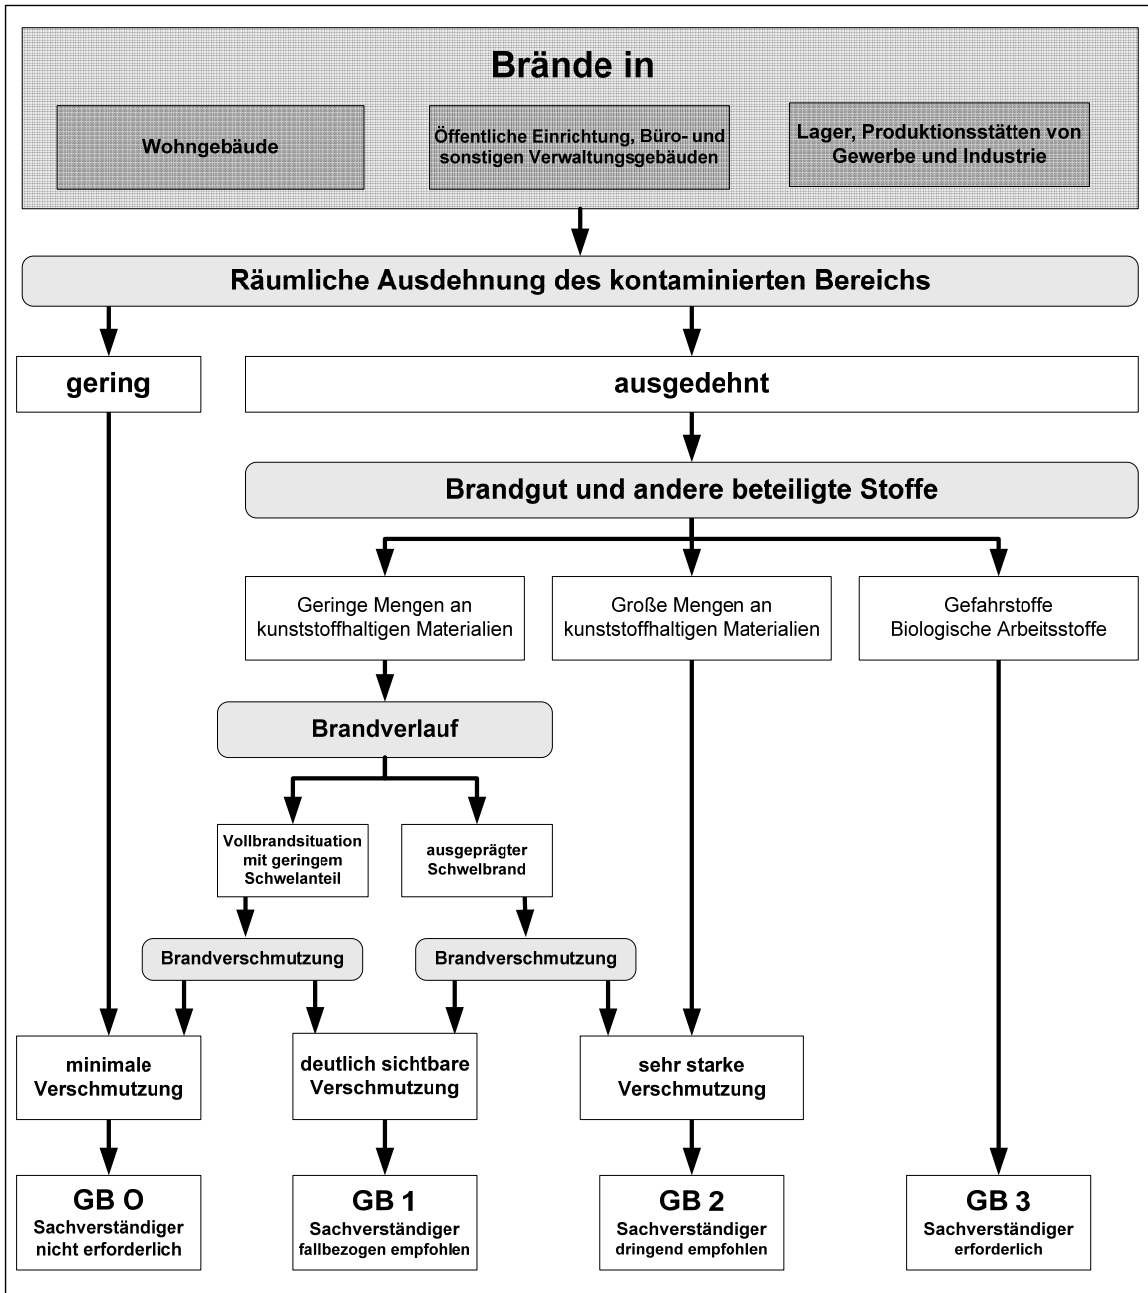 Brände in
Wohngebäude
Öffentliche Einrichtung, Büro- und
sonstigen Verwaltungsgebäuden
Lager, Produktionsstätten von
Gewerbe und Industrie
Räumliche Ausdehnung des kontaminierten Bereichs
gering
ausgedehnt
Brandgut und andere beteiligte Stoffe
Geringe Mengen an
kunststoffhaltigen Materialien
Große Mengen an
kunststoffhaltigen Materialien
Gefahrstoffe
Biologische Arbeitsstoffe
Brandverlauf
Vollbrandsituation
mit geringem
Schwelanteil
ausgeprägter
Schwelbrand
Brandverschmutzung
Brandverschmutzung
minimale
Verschmutzung
deutlich sichtbare
Verschmutzung
sehr starke
Verschmutzung
GB O
Sachverständiger
nicht erforderlich
GB 1
Sachverständiger
fallbezogen empfohlen
GB 2
Sachverständiger
dringend empfohlen
GB 3
Sachverständiger
erforderlich